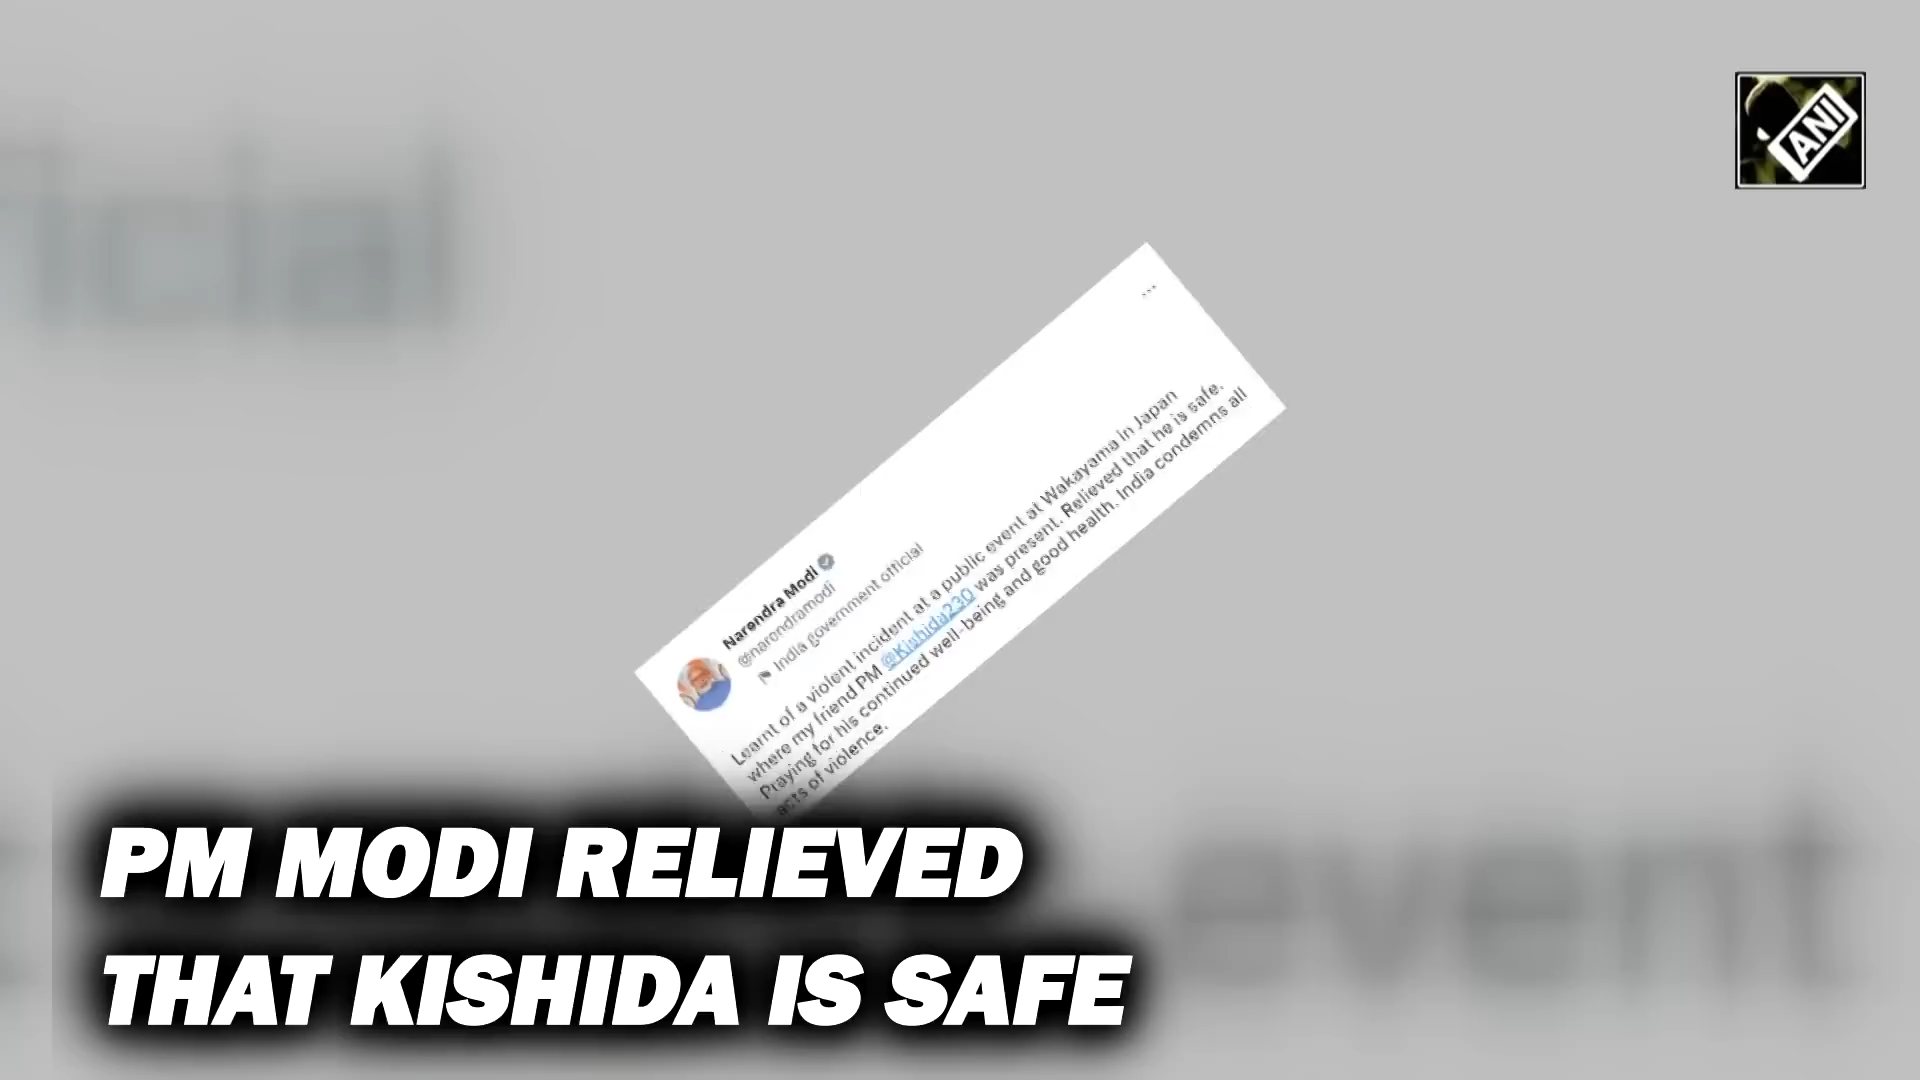 ANI
icial
...
Narendra Modi
@narendramodi
India government official
Learnt of a violent incident at a public event at Wakayama in Japan
where my friend PM @Kishida230 was present. Relieved that he is safe.
Praying for his continued well-being and good health. India condemns all
acts of violence.
event
PM MODI RELIEVED
THAT KISHIDA IS SAFE